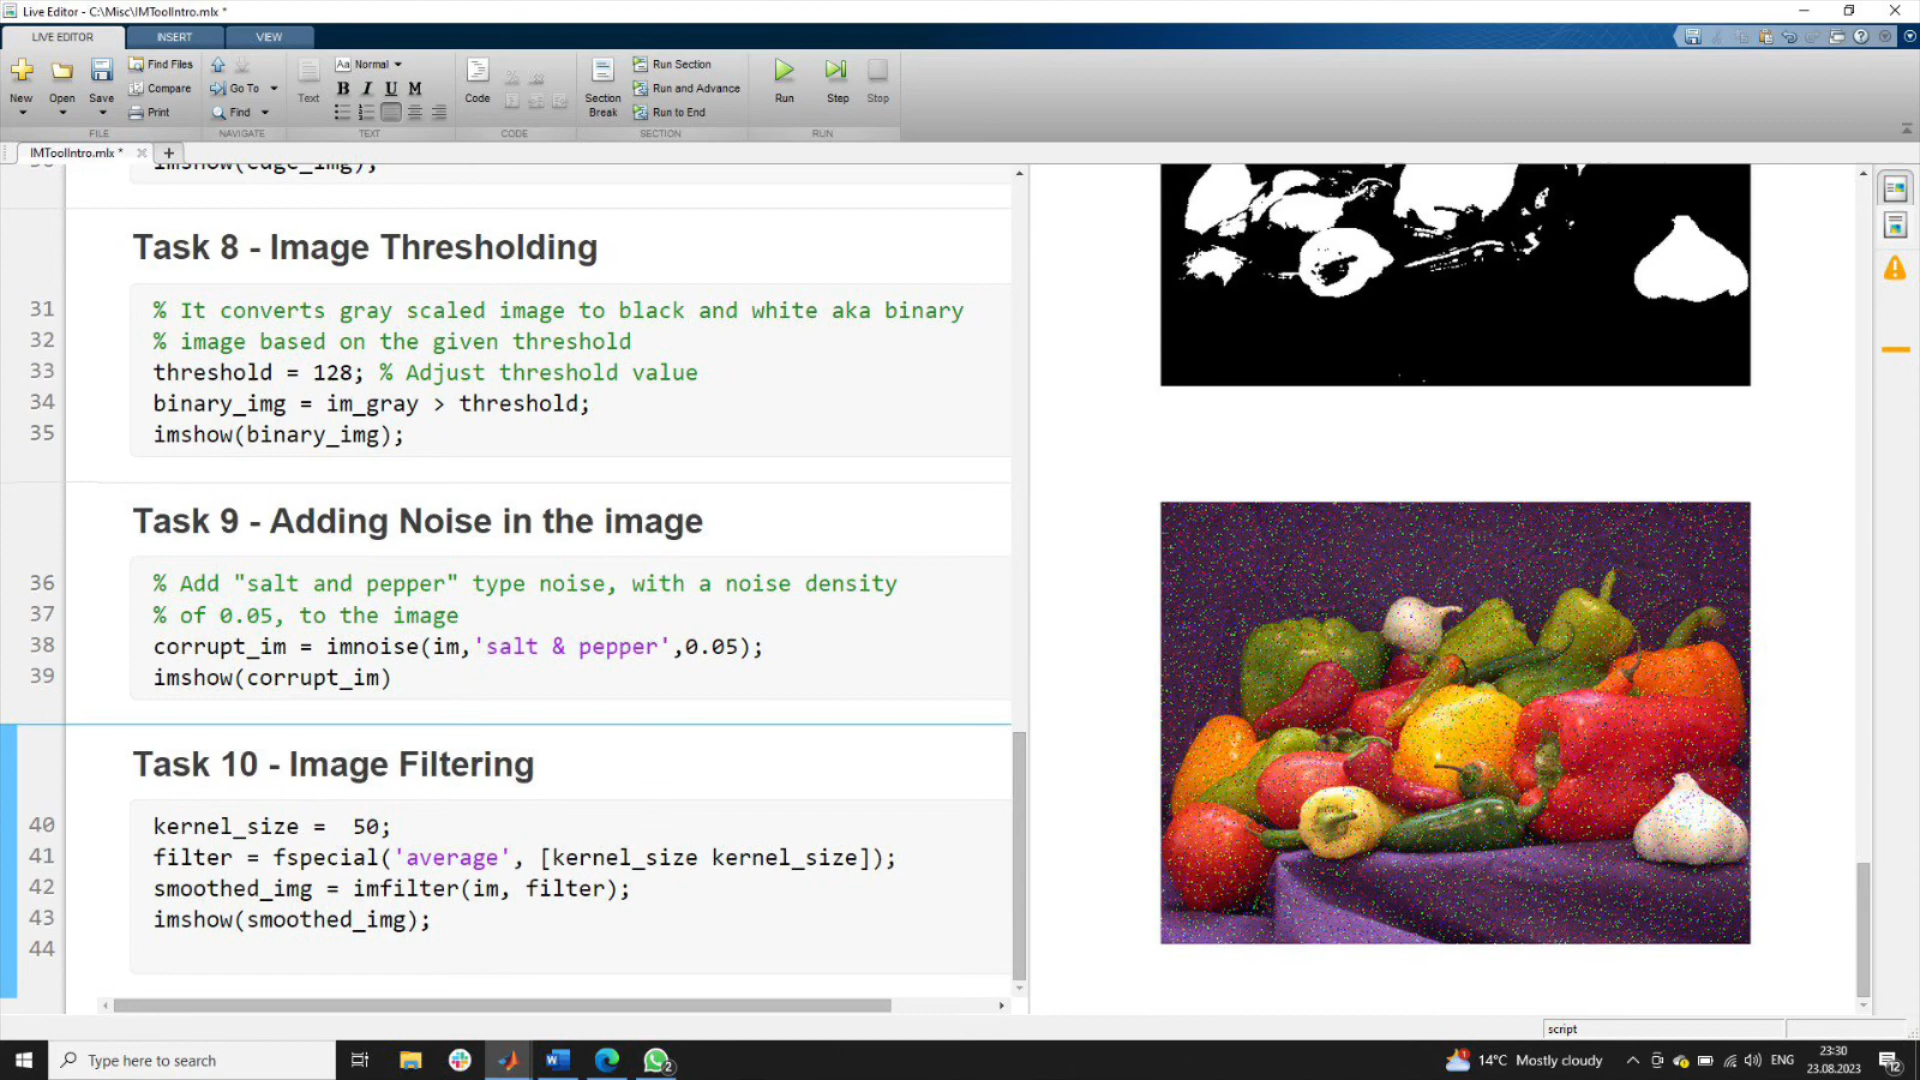 Live Editor - C:\Misc\IMToolIntro.mlx *
LIVE EDITOR
INSERT
VIEW
New
Open
Save
Find Files
Compare
Print
FILE
Go To
Find
NAVIGATE
Text
Aa Normal
B I U M
TEXT
Code
CODE
Section
Break
Run Section
Run and Advance
Run to End
SECTION
Run
Step
Stop
RUN
IMToolIntro.mlx *
imshow(edge_img);
Task 8 - Image Thresholding
31 % It converts gray scaled image to black and white aka binary
32 % image based on the given threshold
33 threshold = 128; % Adjust threshold value
34 binary_img = im_gray > threshold;
35 imshow(binary_img);
Task 9 - Adding Noise in the image
36 % Add "salt and pepper" type noise, with a noise density
37 % of 0.05, to the image
38 corrupt_im = imnoise(im,'salt & pepper',0.05);
39 imshow(corrupt_im)
Task 10 - Image Filtering
40 kernel_size =  50;
41 filter = fspecial('average', [kernel_size kernel_size]);
42 smoothed_img = imfilter(im, filter);
43 imshow(smoothed_img);
44
script
Type here to search
2
1
14°C Mostly cloudy
ENG
23:30
23.08.2023
12